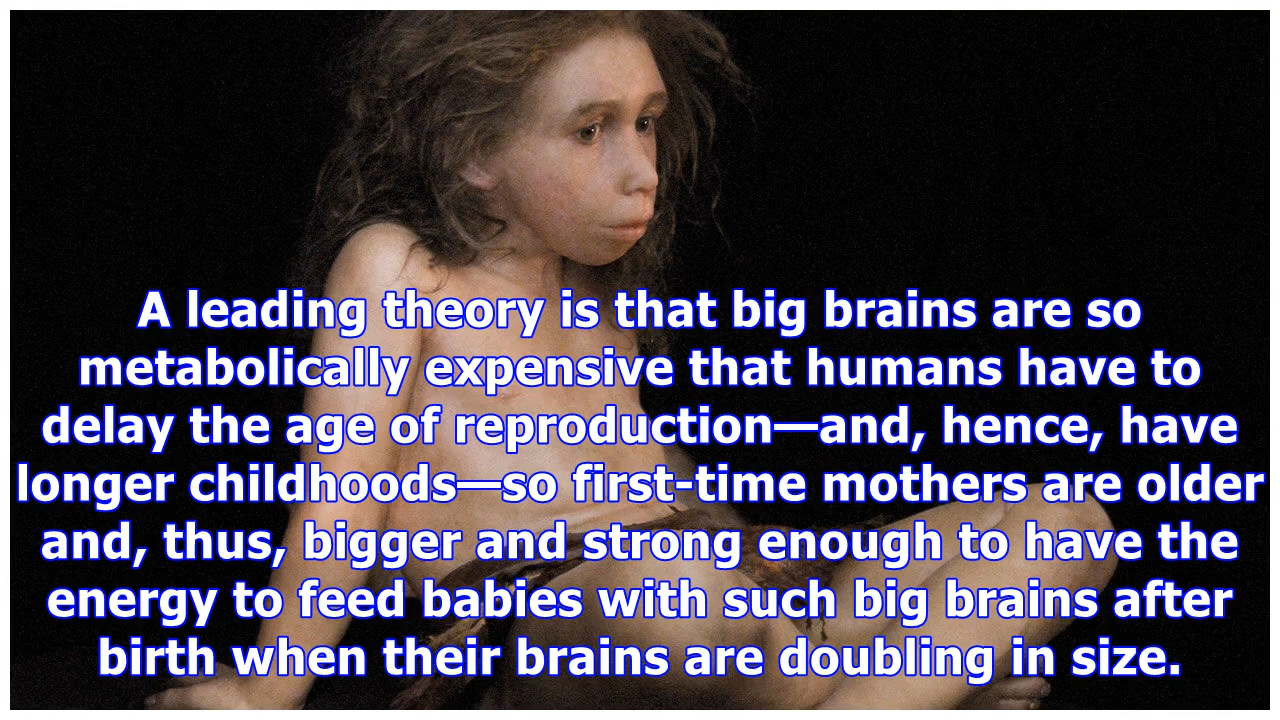 A leading theory is that big brains are so
metabolically expensive that humans have to
delay the age of reproduction—and, hence, have
longer childhoods—so first-time mothers are older
and, thus, bigger and strong enough to have the
energy to feed babies with such big brains after
birth when their brains are doubling in size.